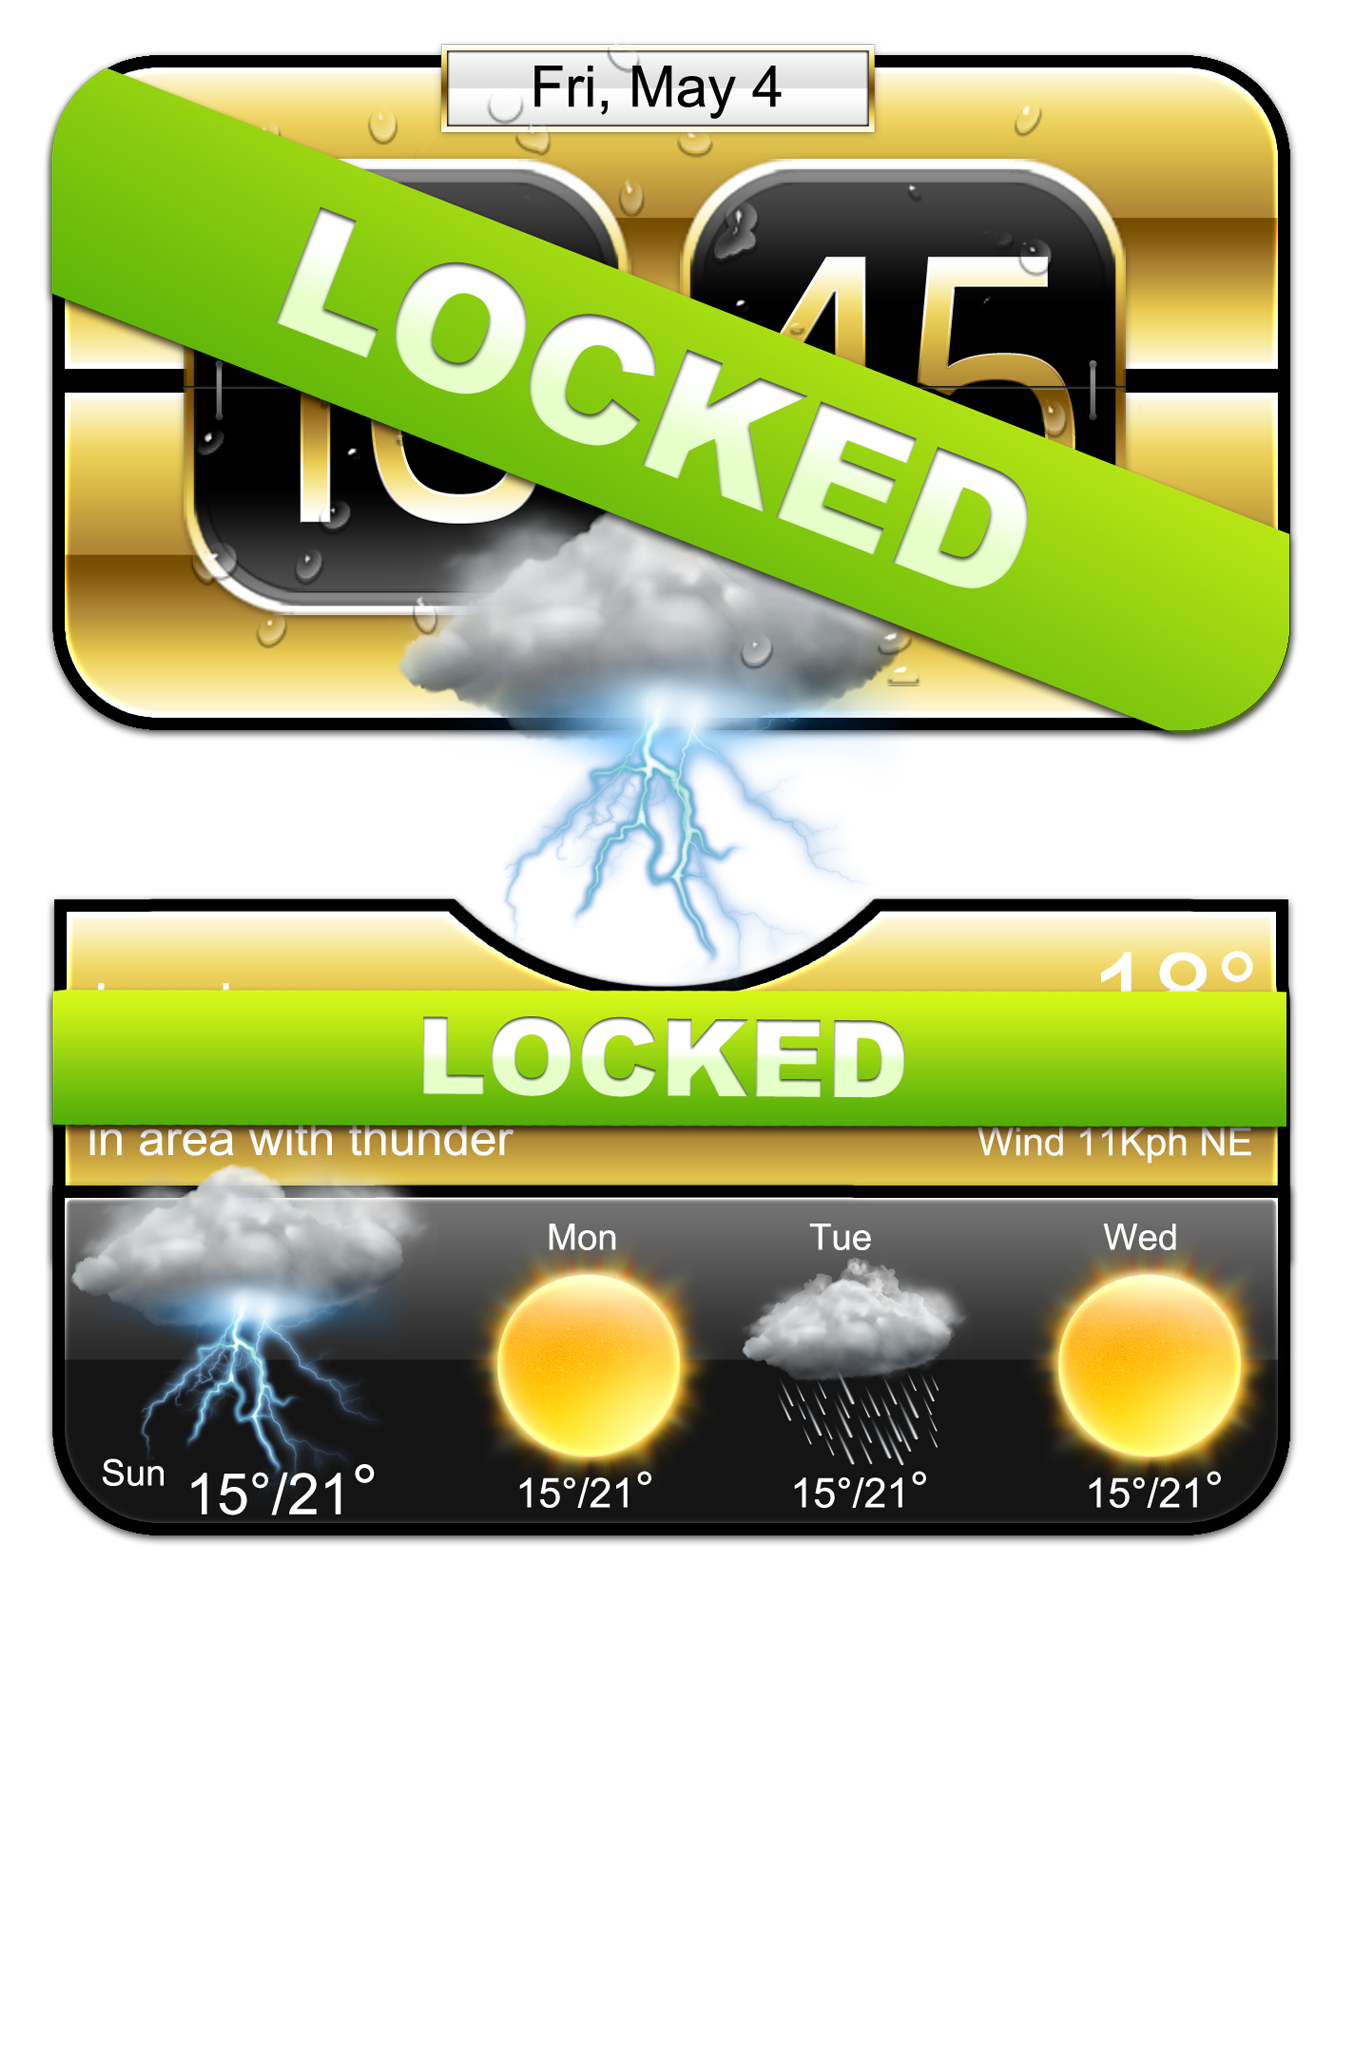 Fri, May 4
45
LOCKED
18°
LOCKED
in area with thunder
Wind 11Kph NE
Mon
Tue
Wed
Sun
15°/21°
15°/21°
15°/21°
15°/21°